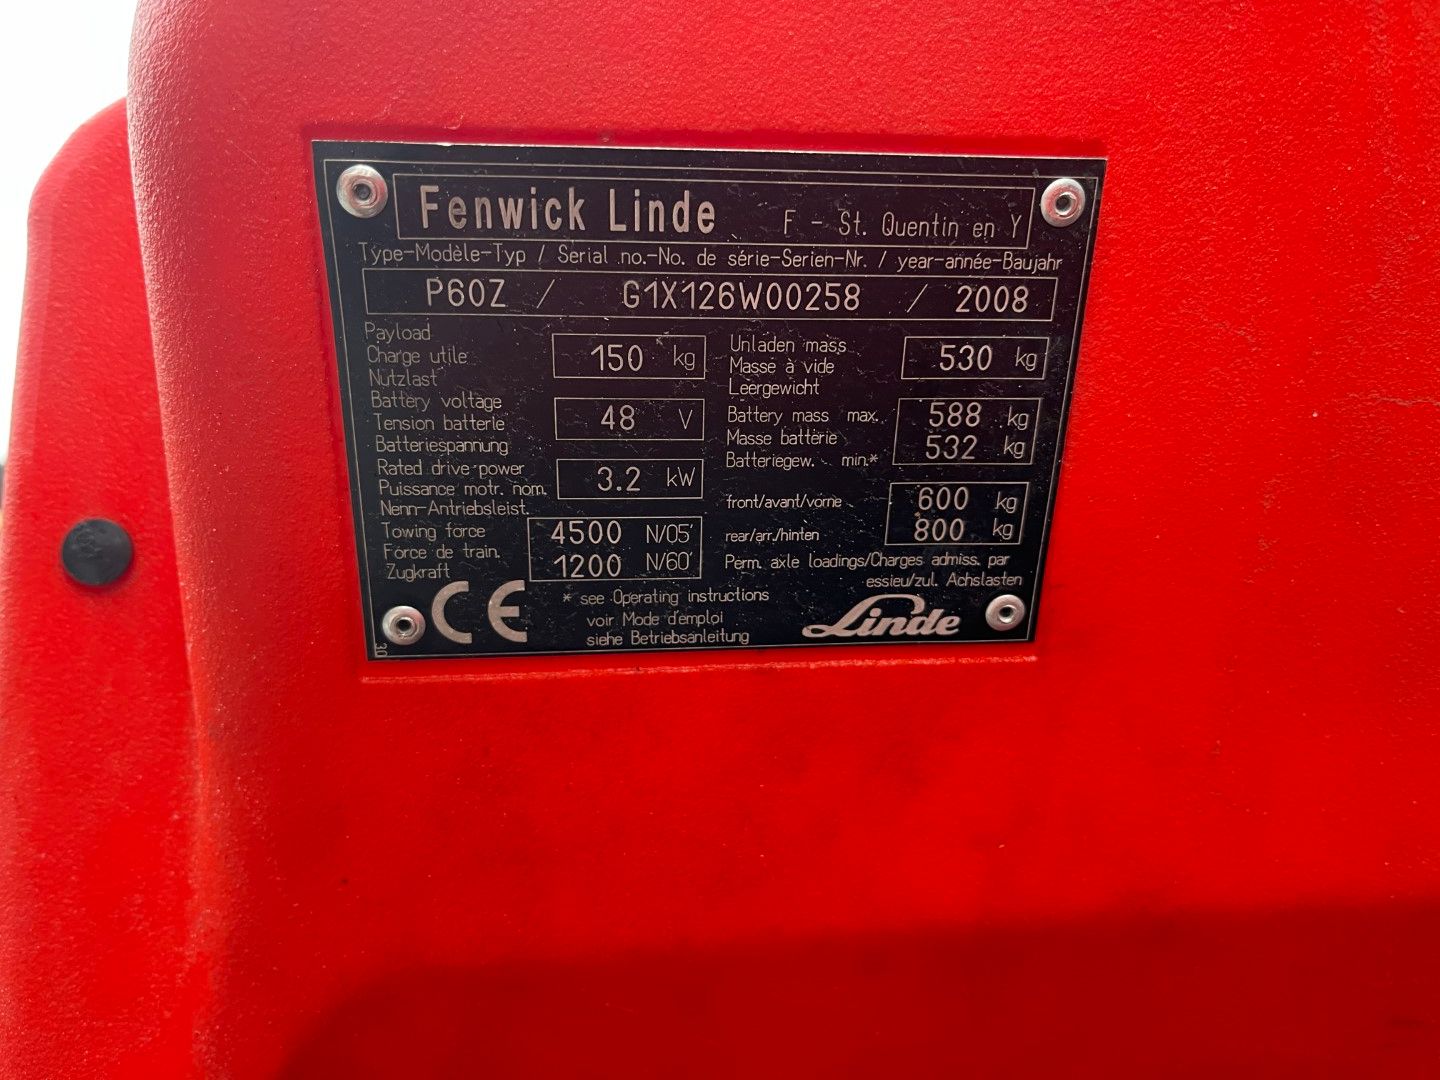 Fenwick Linde F - St. Quentin en Y
Type-Modèle-Typ / Serial no.-No. de série-Serien-Nr. / year-année-Baujahr
P60Z / G1X126W00258 / 2008
Payload
Charge utile
Nutzlast
150 kg
Battery voltage
Tension batterie
Batteriespannung
48 V
Rated drive power
Puissance motr. nom.
Nenn-Antriebsleist.
3.2 kW
Towing force
Force de train.
Zugkraft
4500 N/05'
1200 N/60'
Unladen mass
Masse à vide
Leergewicht
530 kg
Battery mass max.
Masse batterie
Batteriegew. min.*
588 kg
532 kg
front/avant/vorne
600 kg
rear/arr./hinten
800 kg
Perm. axle loadings/Charges admiss. par
essieu/zul. Achslasten
* see Operating instructions
voir Mode d'emploi
siehe Betriebsanleitung
CE
Linde
30